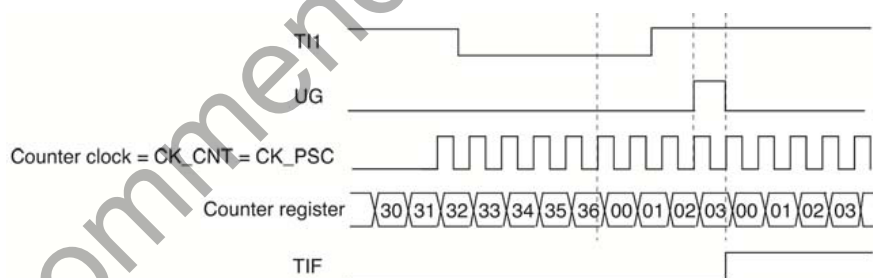 TI1
UG
Counter clock = CK_CNT = CK_PSC
Counter register 30 31 32 33 34 35 36 00 01 02 03 00 01 02 03
TIF